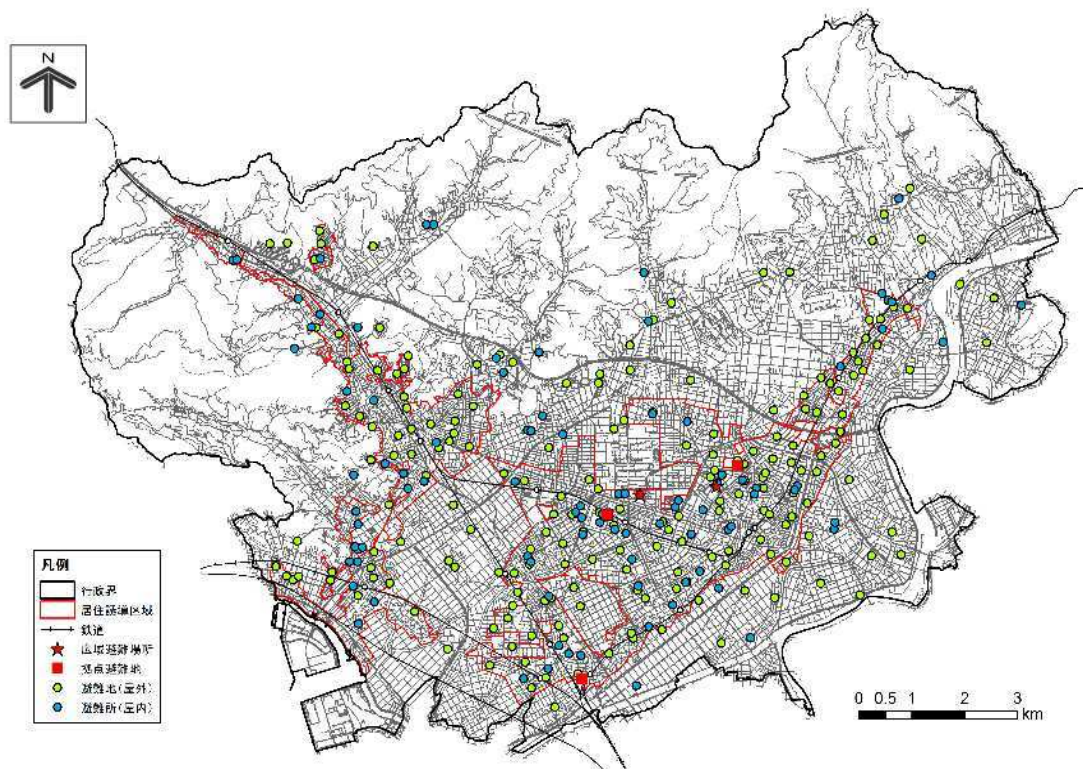 N
凡例
行政界
居住誘導区域
鉄道
広域避難場所
拠点避難地
避難地(屋外)
避難所(屋内)
0 0.5 1 2 3
km